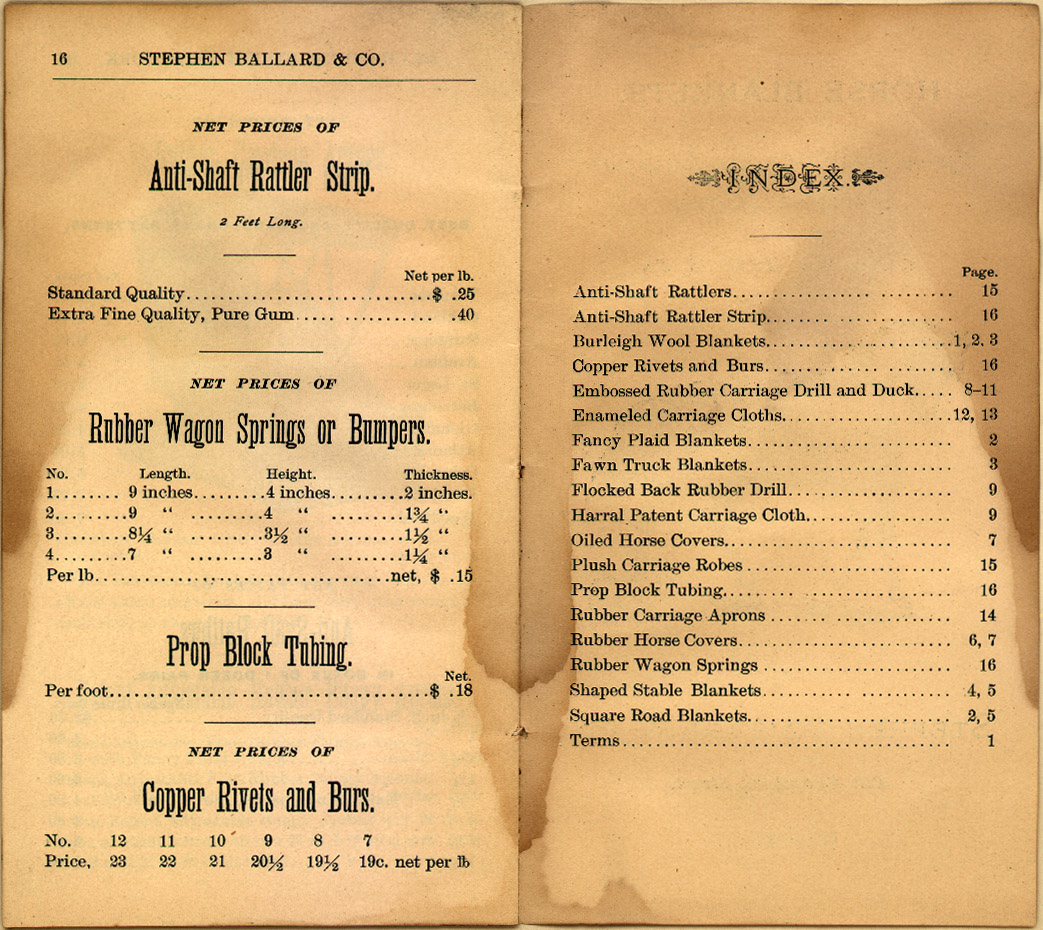 16 STEPHEN BALLARD & CO.
NET PRICES OF
Anti-Shaft Rattler Strip.
2 Feet Long.
Net per lb.
Standard Quality..............................$ .25
Extra Fine Quality, Pure Gum..... ........... .40
NET PRICES OF
Rubber Wagon Springs or Bumpers.
No. Length. Height. Thickness.
1........ 9 inches.........4 inches.........2 inches.
2.........9 “ .........4 “ .........1¾ “
3.........8¼ “ .........3½ “ .........1½ “
4.........7 “ .........3 “ .........1¼ “
Per lb....................................net, $ .15
Prop Block Tubing.
Net.
Per foot.......................................$ .18
NET PRICES OF
Copper Rivets and Burs.
No. 12 11 10 9 8 7
Price, 23 22 21 20½ 19½ 19c. net per lb
INDEX.
Page.
Anti-Shaft Rattlers........................... 15
Anti-Shaft Rattler Strip....................... 16
Burleigh Wool Blankets.......................1, 2, 3
Copper Rivets and Burs....................... 16
Embossed Rubber Carriage Drill and Duck..... 8–11
Enameled Carriage Cloths.....................12, 13
Fancy Plaid Blankets......................... 2
Fawn Truck Blankets.......................... 3
Flocked Back Rubber Drill.................... 9
Harral Patent Carriage Cloth.................. 9
Oiled Horse Covers........................... 7
Plush Carriage Robes ........................ 15
Prop Block Tubing............................ 16
Rubber Carriage Aprons ...................... 14
Rubber Horse Covers.......................... 6, 7
Rubber Wagon Springs ....................... 16
Shaped Stable Blankets....................... 4, 5
Square Road Blankets......................... 2, 5
Terms........................................ 1